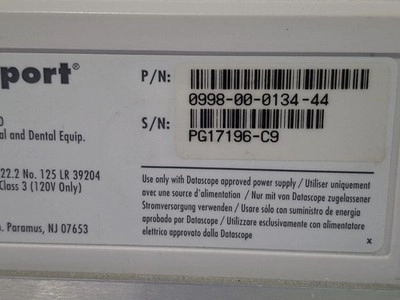 port®
P/N:
0998-00-0134-44
S/N:
PG17196-C9
al and Dental Equip.
22.2 No. 125 LR 39204
Class 3 (120V Only)
n. Paramus, NJ 07653
Use only with Datascope approved power supply / Utiliser uniquement
avec une source d'alimentation / Nur mit von Datascope zugelassener
Stromversorgung verwenden / Usare sólo con suministro de energia
aprobado por Datascope / Utilizzare esclusivamente con alimentatore
elettrico approvato dalla Datascope
x